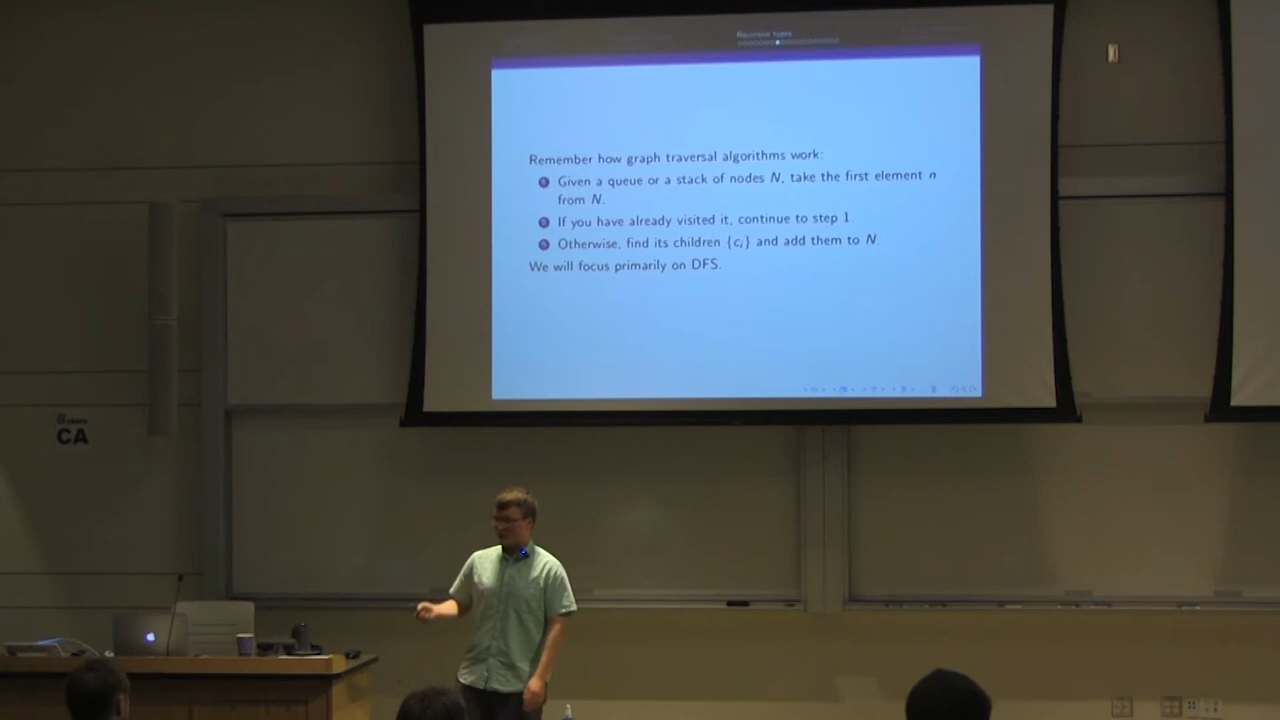 Recursive types
Remember how graph traversal algorithms work:
Given a queue or a stack of nodes N, take the first element n
from N.
If you have already visited it, continue to step 1.
Otherwise, find its children {cᵢ} and add them to N.
We will focus primarily on DFS.
CA